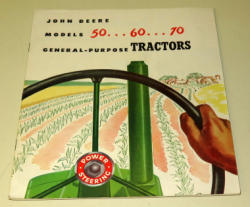 JOHN DEERE
MODELS 50...60...70
GENERAL-PURPOSE TRACTORS
POWER
STEERING